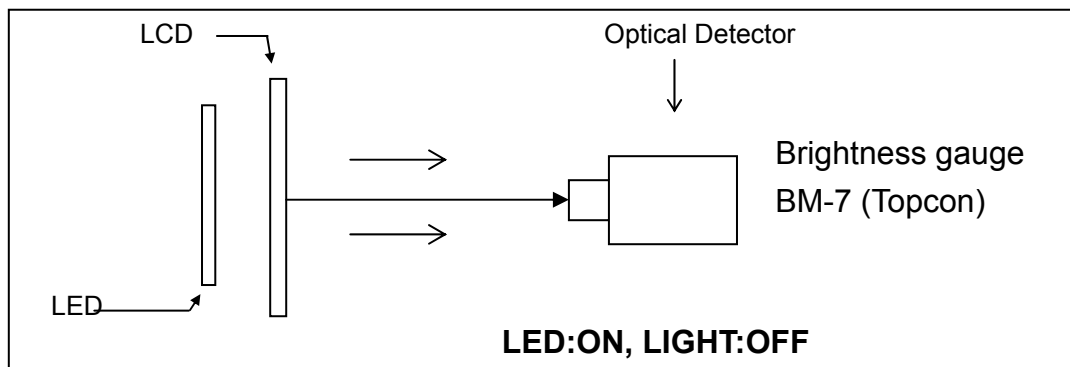 LCD
Optical Detector
Brightness gauge
BM-7 (Topcon)
LED
LED:ON, LIGHT:OFF